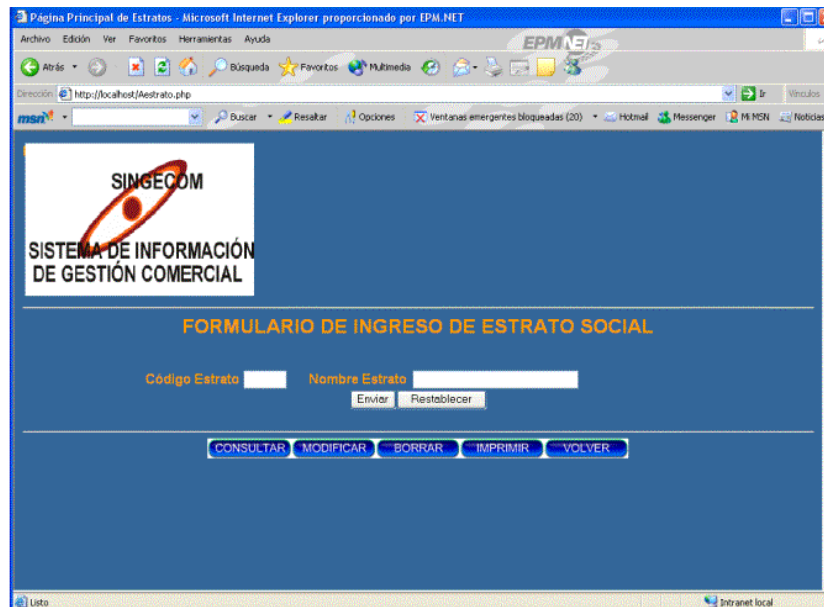 Página Principal de Estratos - Microsoft Internet Explorer proporcionado por EPM.NET
Archivo Edición Ver Favoritos Herramientas Ayuda
EPM NET
Atrás Búsqueda Favoritos Multimedia
Dirección http://localhost/Aestrato.php Ir Vínculos
msn Buscar Resaltar Opciones Ventanas emergentes bloqueadas (20) Hotmail Messenger Mi MSN Noticias
SINGECOM
SISTEMA DE INFORMACIÓN
DE GESTIÓN COMERCIAL
FORMULARIO DE INGRESO DE ESTRATO SOCIAL
Código Estrato Nombre Estrato
Enviar Restablecer
CONSULTAR MODIFICAR BORRAR IMPRIMIR VOLVER
Listo Intranet local